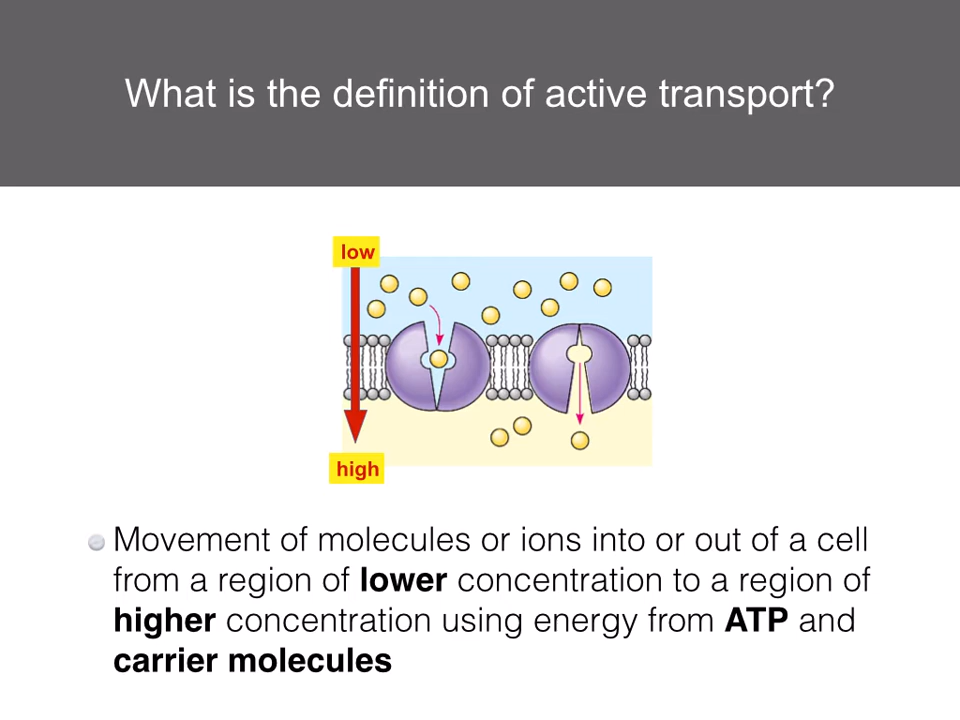 What is the definition of active transport?
low
high
Movement of molecules or ions into or out of a cell
from a region of lower concentration to a region of
higher concentration using energy from ATP and
carrier molecules